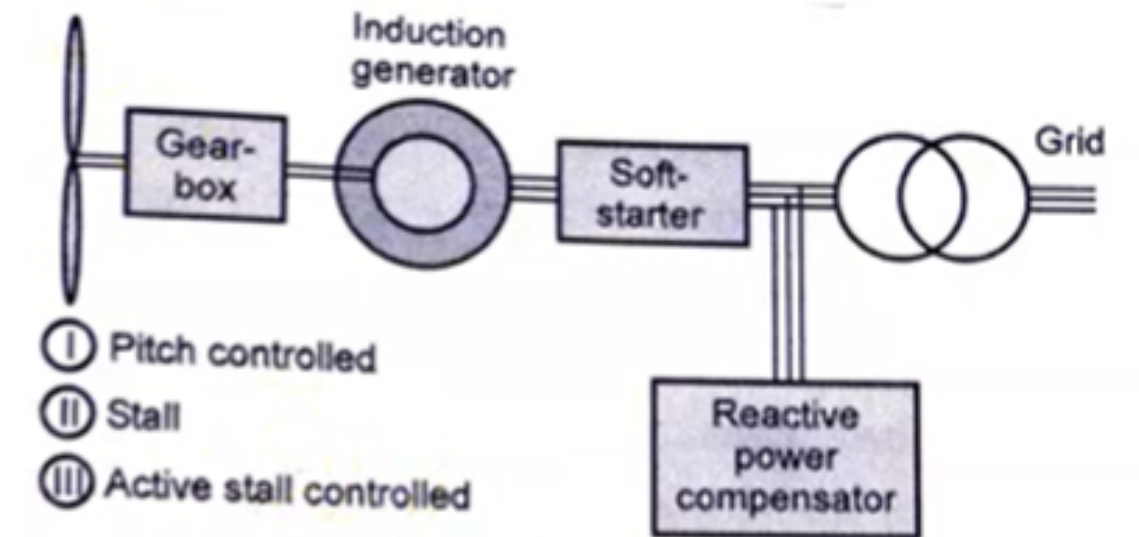 Induction
generator
Gear-
box
Soft-
starter
Grid
I Pitch controlled
II Stall
III Active stall controlled
Reactive
power
compensator